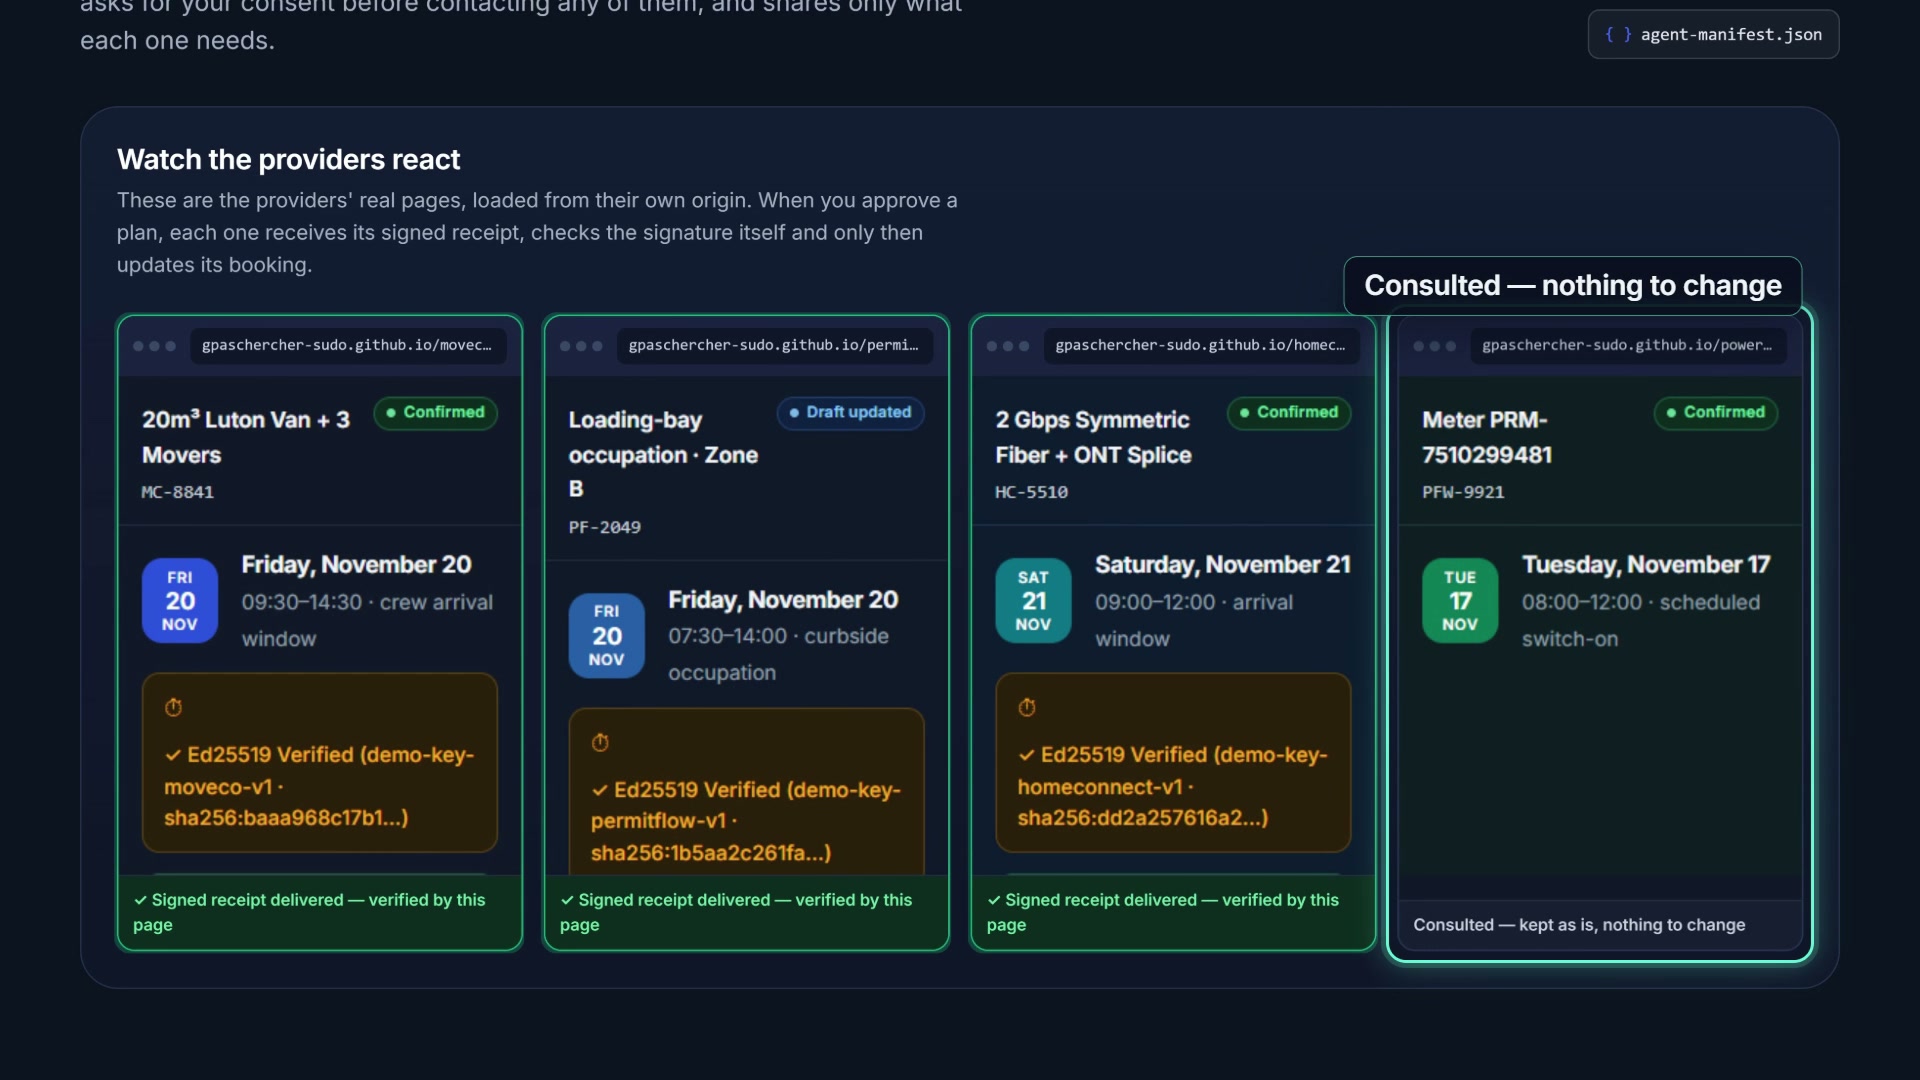 asks for your consent before contacting any of them, and shares only what
each one needs.
{ } agent-manifest.json
Watch the providers react
These are the providers' real pages, loaded from their own origin. When you approve a
plan, each one receives its signed receipt, checks the signature itself and only then
updates its booking.
Consulted — nothing to change
gpaschercher-sudo.github.io/movec…
20m³ Luton Van + 3
Movers
Confirmed
MC-8841
FRI
20
NOV
Friday, November 20
09:30–14:30 · crew arrival
window
⏱
✓ Ed25519 Verified (demo-key-
moveco-v1 ·
sha256:baaa968c17b1…)
✓ Signed receipt delivered — verified by this
page
gpaschercher-sudo.github.io/permi…
Loading-bay
occupation · Zone
B
Draft updated
PF-2049
FRI
20
NOV
Friday, November 20
07:30–14:00 · curbside
occupation
⏱
✓ Ed25519 Verified (demo-key-
permitflow-v1 ·
sha256:1b5aa2c261fa…)
✓ Signed receipt delivered — verified by this
page
gpaschercher-sudo.github.io/homec…
2 Gbps Symmetric
Fiber + ONT Splice
Confirmed
HC-5510
SAT
21
NOV
Saturday, November 21
09:00–12:00 · arrival
window
⏱
✓ Ed25519 Verified (demo-key-
homeconnect-v1 ·
sha256:dd2a257616a2…)
✓ Signed receipt delivered — verified by this
page
gpaschercher-sudo.github.io/power…
Meter PRM-
7510299481
Confirmed
PFW-9921
TUE
17
NOV
Tuesday, November 17
08:00–12:00 · scheduled
switch-on
Consulted — kept as is, nothing to change